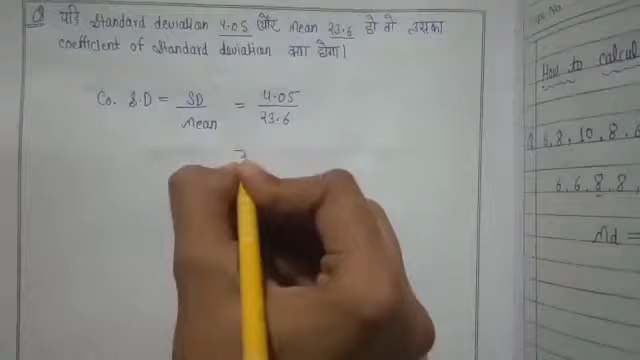 Q यदि Standard deviation 4.05 और Mean 23.6 हो तो उसका
coefficient of Standard deviation क्या होगा।
Co. S.D = SD / Mean = 4.05 / 23.6
How to calcul
6,8,10,8,6
6,6,8,8,
Md =